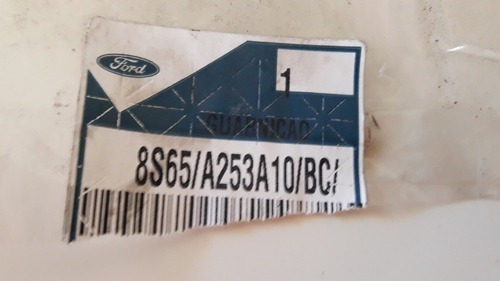 Ford
1
GUARNICAO
8S65/A253A10/BC/